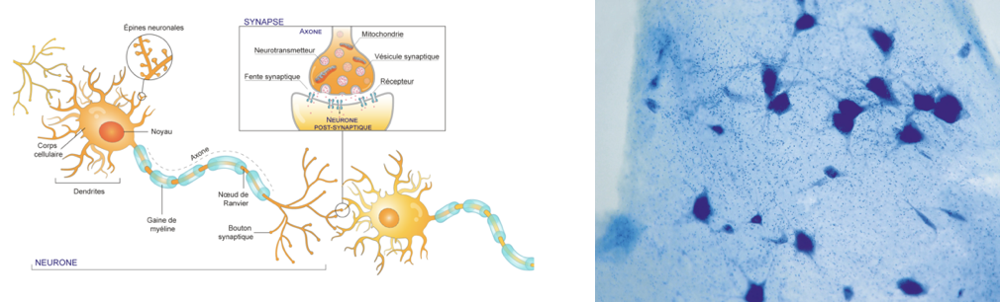 SYNAPSE
Épines neuronales
AXONE
Mitochondrie
Neurotransmetteur
Vésicule synaptique
Fente synaptique
Récepteur
NEURONE
POST-SYNAPTIQUE
Noyau
Corps
cellulaire
Axone
Dendrites
Nœud de
Ranvier
Gaine de
myéline
Bouton
synaptique
NEURONE